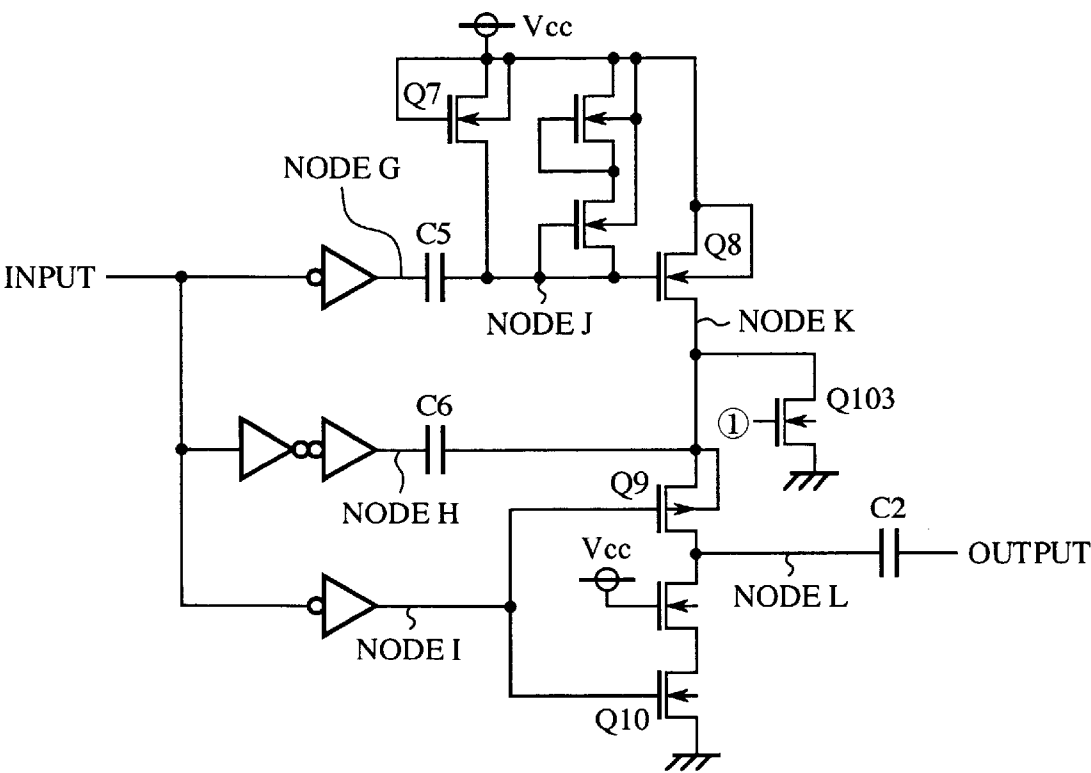 Vcc
Q7
NODE G
C5
Q8
INPUT
NODE J
NODE K
Q103
①
C6
Q9
NODE H
C2
Vcc
OUTPUT
NODE L
NODE I
Q10